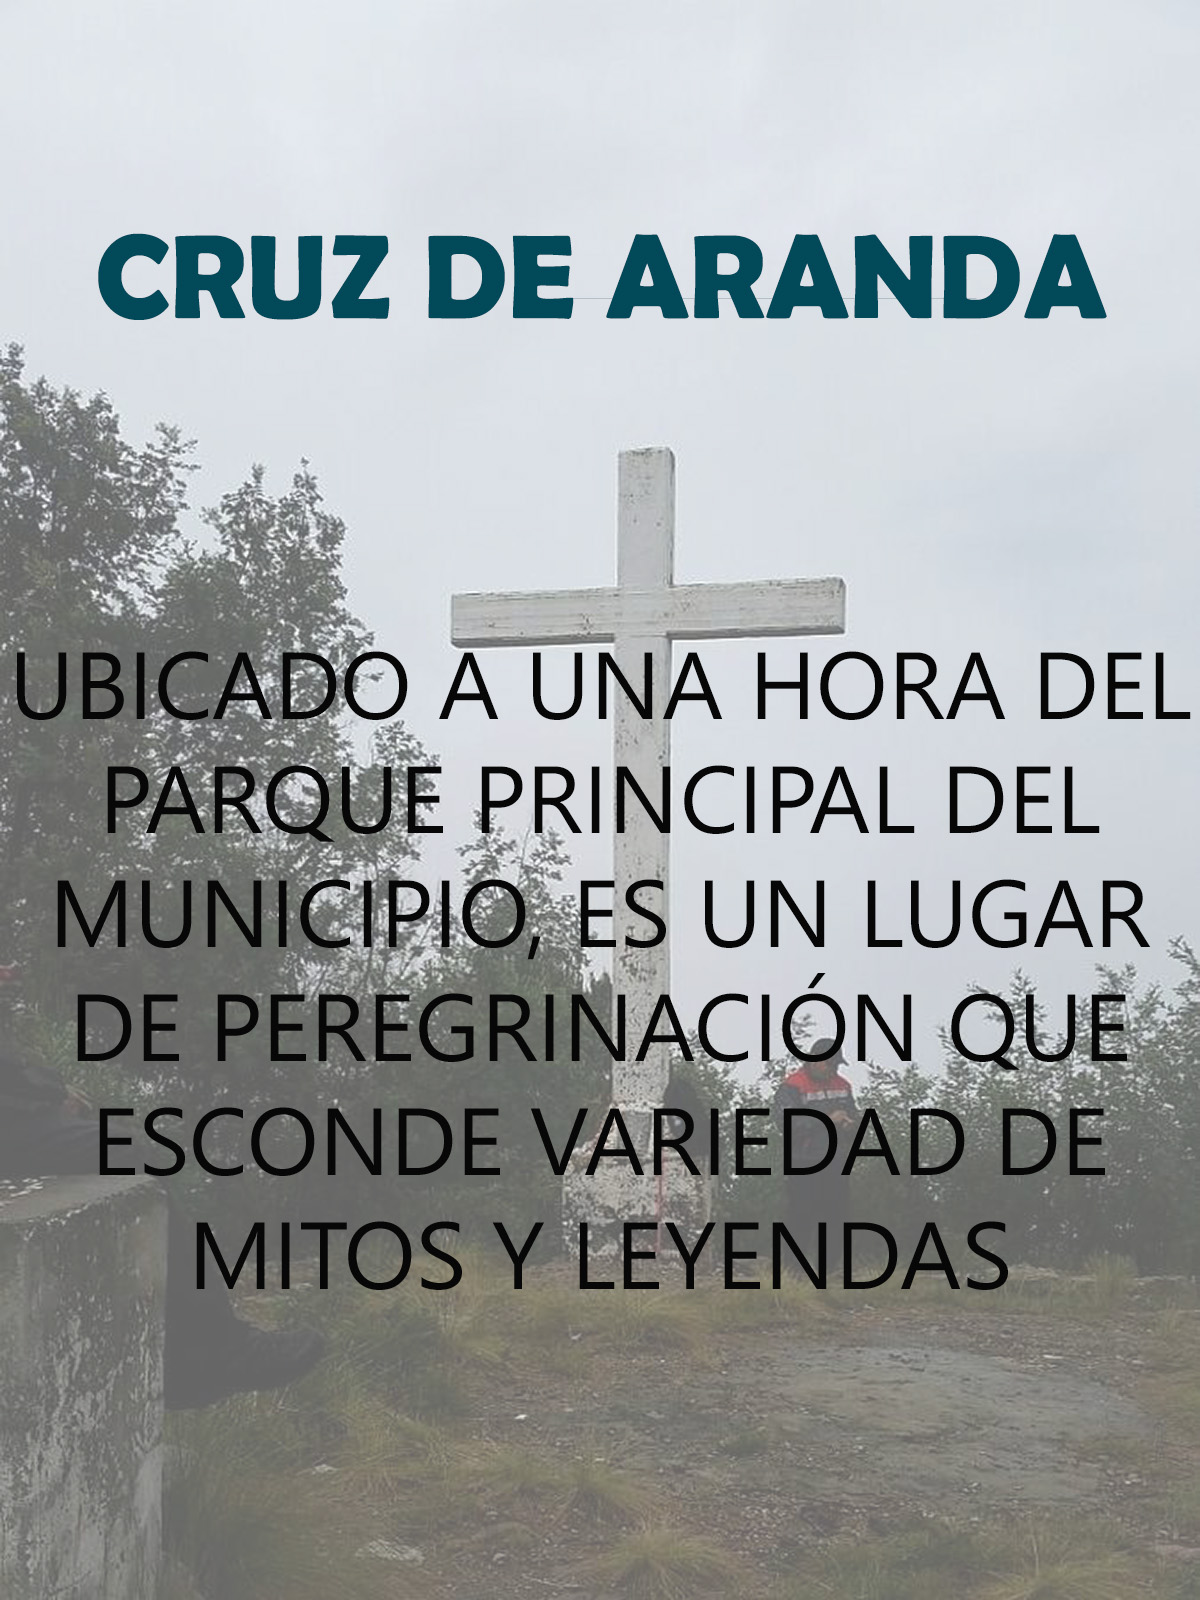 CRUZ DE ARANDA
UBICADO A UNA HORA DEL
PARQUE PRINCIPAL DEL
MUNICIPIO, ES UN LUGAR
DE PEREGRINACIÓN QUE
ESCONDE VARIEDAD DE
MITOS Y LEYENDAS